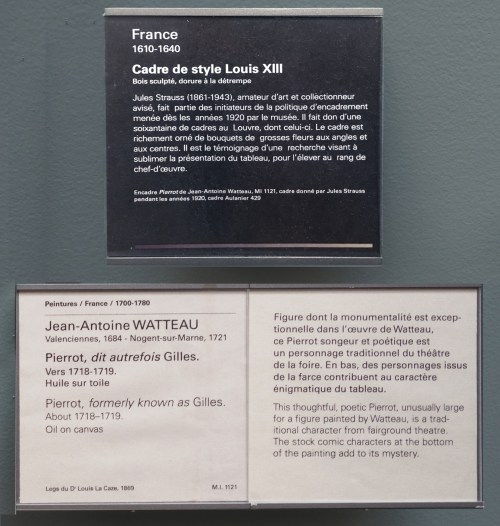 France
1610-1640
Cadre de style Louis XIII
Bois sculpté, dorure à la détrempe
Jules Strauss (1861-1943), amateur d'art et collectionneur
avisé, fait partie des initiateurs de la politique d'encadrement
menée dès les années 1920 par le musée. Il fait don d'une
soixantaine de cadres au Louvre, dont celui-ci. Le cadre est
richement orné de bouquets de grosses fleurs aux angles et
aux centres. Il est le témoignage d'une recherche visant à
sublimer la présentation du tableau, pour l'élever au rang de
chef-d'œuvre.
Encadre Pierrot de Jean-Antoine Watteau, MI 1121, cadre donné par Jules Strauss
pendant les années 1920, cadre Aulanier 429
Peintures / France / 1700-1780
Jean-Antoine WATTEAU
Valenciennes, 1684 - Nogent-sur-Marne, 1721
Pierrot, dit autrefois Gilles.
Vers 1718-1719.
Huile sur toile
Pierrot, formerly known as Gilles.
About 1718–1719.
Oil on canvas
Legs du Dr Louis La Caze, 1869
M.I. 1121
Figure dont la monumentalité est excep-
tionnelle dans l'œuvre de Watteau,
ce Pierrot songeur et poétique est
un personnage traditionnel du théâtre
de la foire. En bas, des personnages issus
de la farce contribuent au caractère
énigmatique du tableau.
This thoughtful, poetic Pierrot, unusually large
for a figure painted by Watteau, is a tra-
ditional character from fairground theatre.
The stock comic characters at the bottom
of the painting add to its mystery.